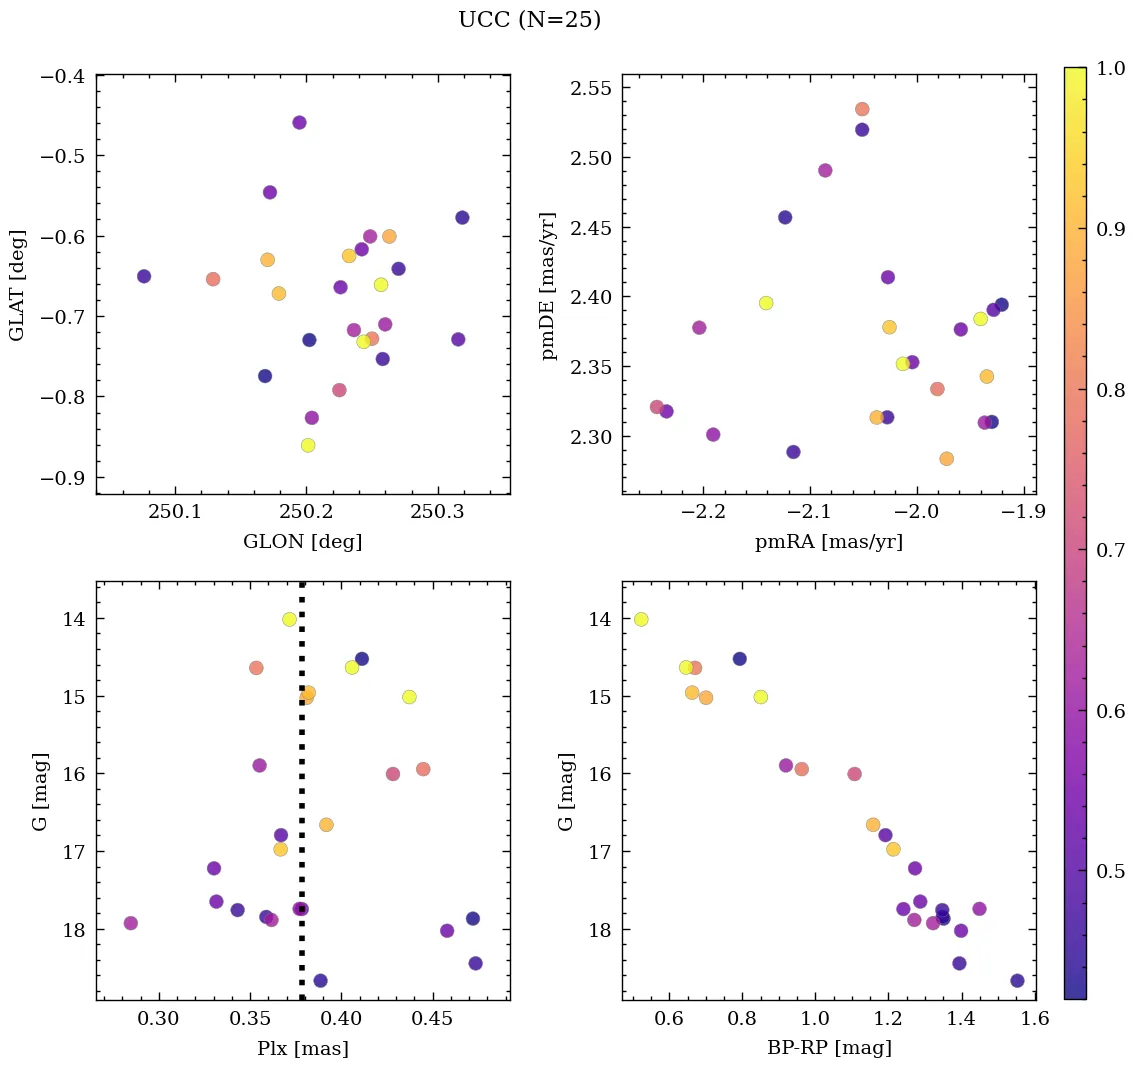 UCC (N=25)
−0.4
−0.5
−0.6
−0.7
−0.8
−0.9
GLAT [deg]
250.1 250.2 250.3
GLON [deg]
2.55
2.50
2.45
2.40
2.35
2.30
pmDE [mas/yr]
−2.2 −2.1 −2.0 −1.9
pmRA [mas/yr]
14
15
16
17
18
G [mag]
0.30 0.35 0.40 0.45
Plx [mas]
14
15
16
17
18
G [mag]
0.6 0.8 1.0 1.2 1.4 1.6
BP-RP [mag]
1.0
0.9
0.8
0.7
0.6
0.5